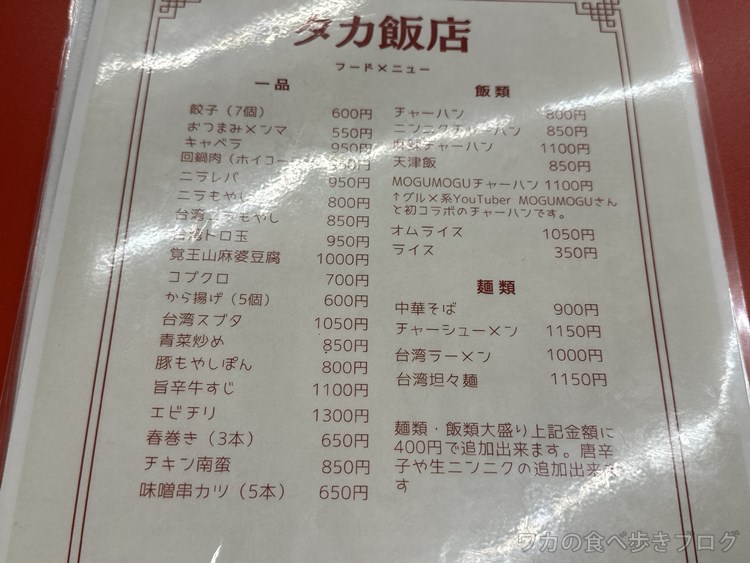 タカ飯店
フードメニュー
一品
餃子（7個） 600円
おつまみメンマ 550円
キャベラ 950円
回鍋肉（ホイコー
ニラレバ 950円
ニラもやし 800円
台湾ニラもやし 850円
台湾トロ玉 950円
覚王山麻婆豆腐 1000円
コブクロ 700円
から揚げ（5個） 600円
台湾スブタ 1050円
青菜炒め 850円
豚もやしぽん 800円
旨辛牛すじ 1100円
エビチリ 1300円
春巻き（3本） 650円
チキン南蛮 850円
味噌串カツ（5本） 650円
飯類
チャーハン 800円
ニンニクチャーハン 850円
チャーハン 1100円
天津飯 850円
MOGUMOGUチャーハン 1100円
↑グルメ系YouTuber MOGUMOGUさん
と初コラボのチャーハンです。
オムライス 1050円
ライス 350円
麺類
中華そば 900円
チャーシューメン 1150円
台湾ラーメン 1000円
台湾坦々麺 1150円
麺類・飯類大盛り上記金額に
400円で追加出来ます。唐辛
子や生ニンニクの追加出来ま
す
ワカの食べ歩きブログ